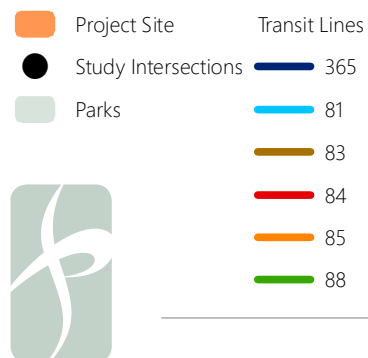 Project Site
Study Intersections
Parks
Transit Lines
365
81
83
84
85
88